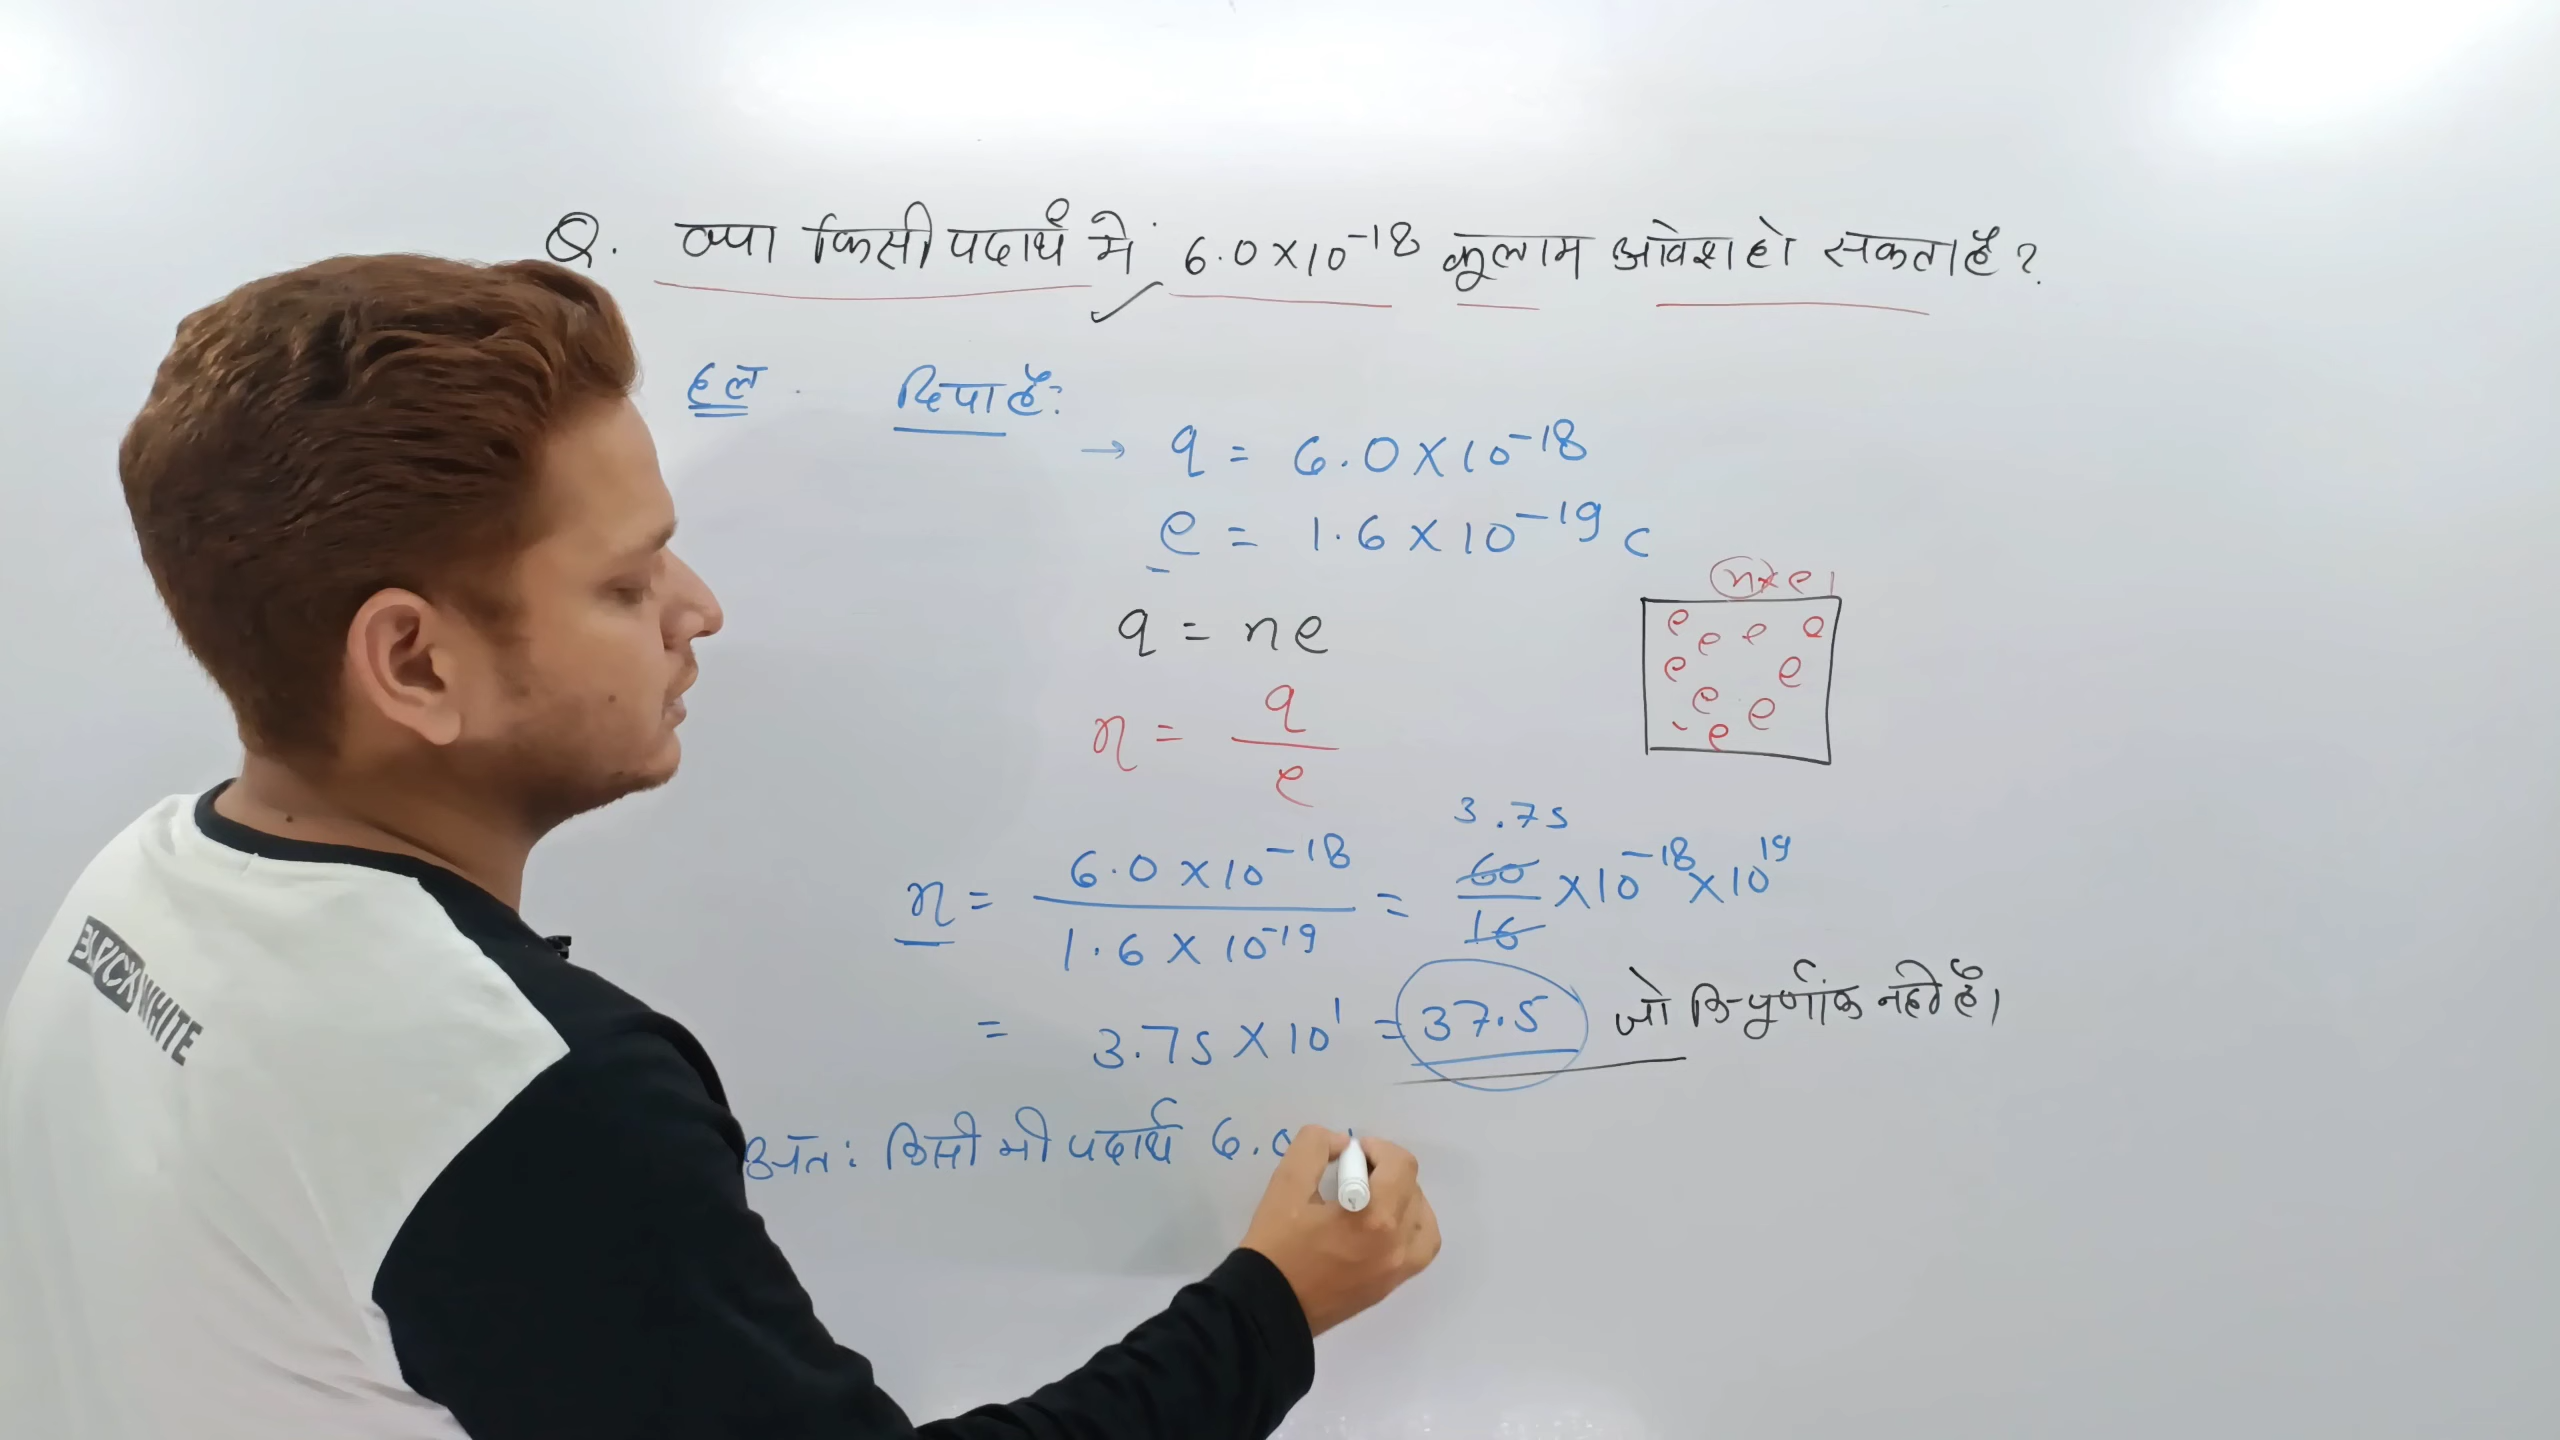 Q. क्या किसी पदार्थ में 6.0×10⁻¹⁸ कूलाम आवेश हो सकता है ?
हल दिया है:
→ q = 6.0×10⁻¹⁸
e = 1.6×10⁻¹⁹ c
q = ne
n×e
e e e e
e e
e e
e
n = q/e
3.75
n = 6.0×10⁻¹⁸/1.6×10⁻¹⁹ = 60/16 ×10⁻¹⁸×10¹⁹
= 3.75×10¹ = 37.5 जो कि पूर्णांक नही है।
अतः किसी भी पदार्थ 6.0
BLVCK WHITE